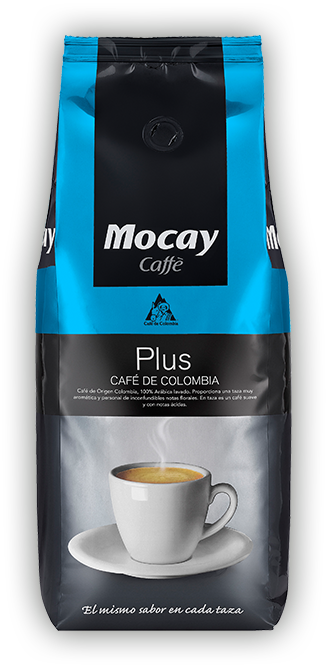 Mocay
Caffè
Mocay
ay
Café de Colombia
Plus
CAFÉ DE COLOMBIA
Café de Origen Colombia, 100% Arábica lavado. Proporciona una taza muy
aromática y personal de inconfundibles notas florales. En taza es un café suave
y con notas ácidas.
El mismo sabor en cada taza